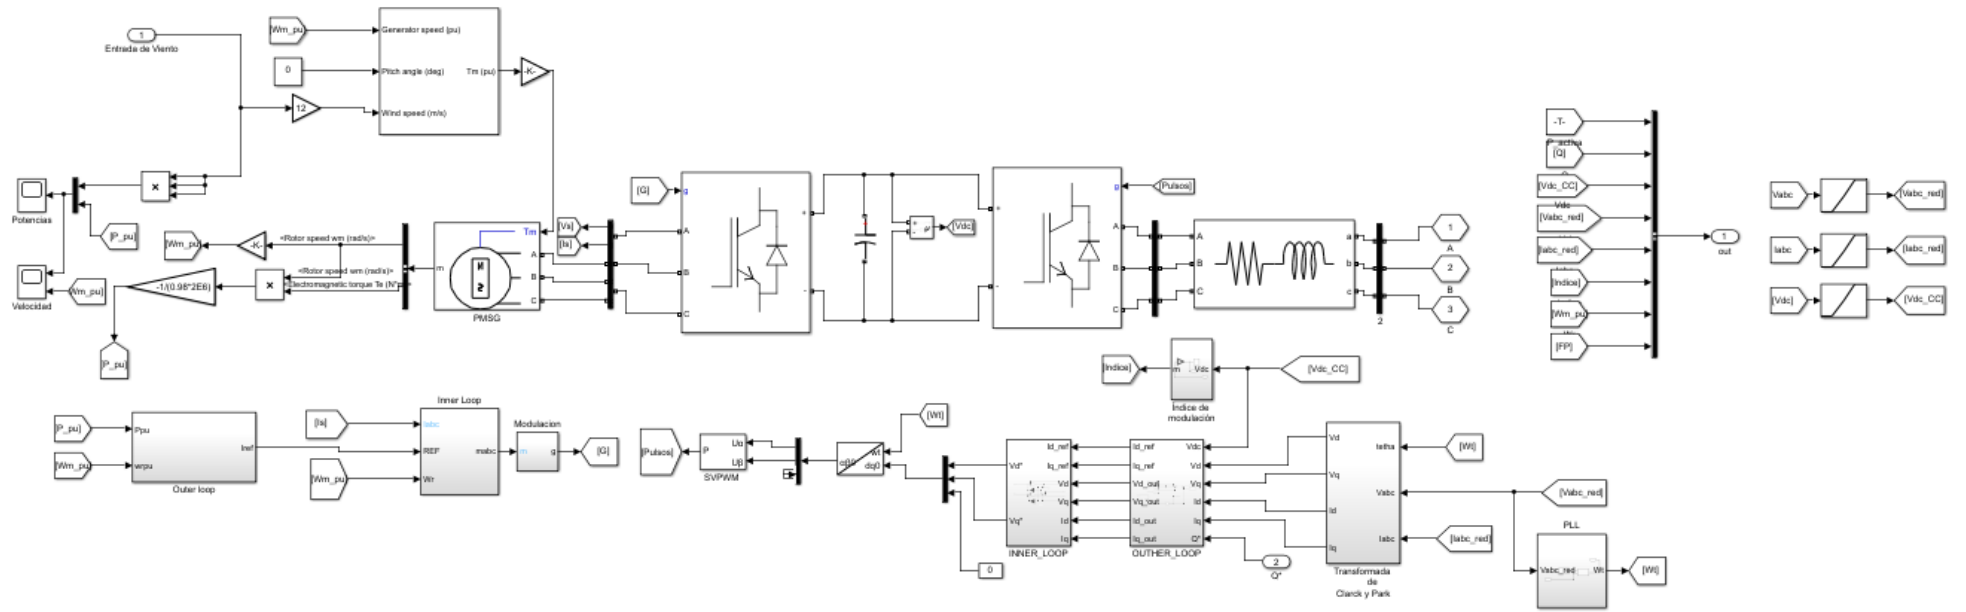 1
Entrada de Viento
[Wm_pu]
0
12
Generator speed (pu)
Pitch angle (deg)
Tm (pu)
Wind speed (m/s)
-K-
×
Potencias
[P_pu]
[Wm_pu]
-K-
<Rotor speed wm (rad/s)>
<Rotor speed wm (rad/s)>
<Electromagnetic torque Te (N*
×
-1/(0.98*2E6)
Velocidad
[P_pu]
m
Tm
A
B
C
PMSG
[Va]
[Is]
[G]
g
A
B
C
+
-
+
-
v
[Vdc]
+
-
g
A
B
C
[Pulsos]
A
B
C
a
b
c
2
1
A
2
B
3
C
-T-
P_activa
[Q]
[Vdc_CC]
Vdc
[Vabc_red]
[Iabc_red]
[Indice]
[Wm_pu]
[FP]
1
out
Vabc
[Vabc_red]
Iabc
[Iabc_red]
[Vdc]
[Vdc_CC]
[P_pu]
[Wm_pu]
Ppu
wrpu
Iref
Outer loop
Inner Loop
[Is]
[Wm_pu]
Iabc
REF
Wr
mabc
Modulacion
m
g
[G]
[Pulsos]
P
Uα
Uβ
SVPWM
αβ0
wt
dq0
[Wt]
0
[Indice]
m
Vdc
Índice de
modulación
[Vdc_CC]
Vd*
Vq*
Id_ref
Iq_ref
Vd
Vq
Id
Iq
INNER_LOOP
Id_ref
Iq_ref
Vd_out
Vq_out
Id_out
Iq_out
Vdc
Vd
Vq
Id
Iq
Q*
OUTHER_LOOP
2
Q*
Vd
Vq
Id
Iq
tetha
Vabc
Iabc
Transformada
de
Clarck y Park
[Wt]
[Vabc_red]
[Iabc_red]
PLL
Vabc_red
Wt
[Wt]